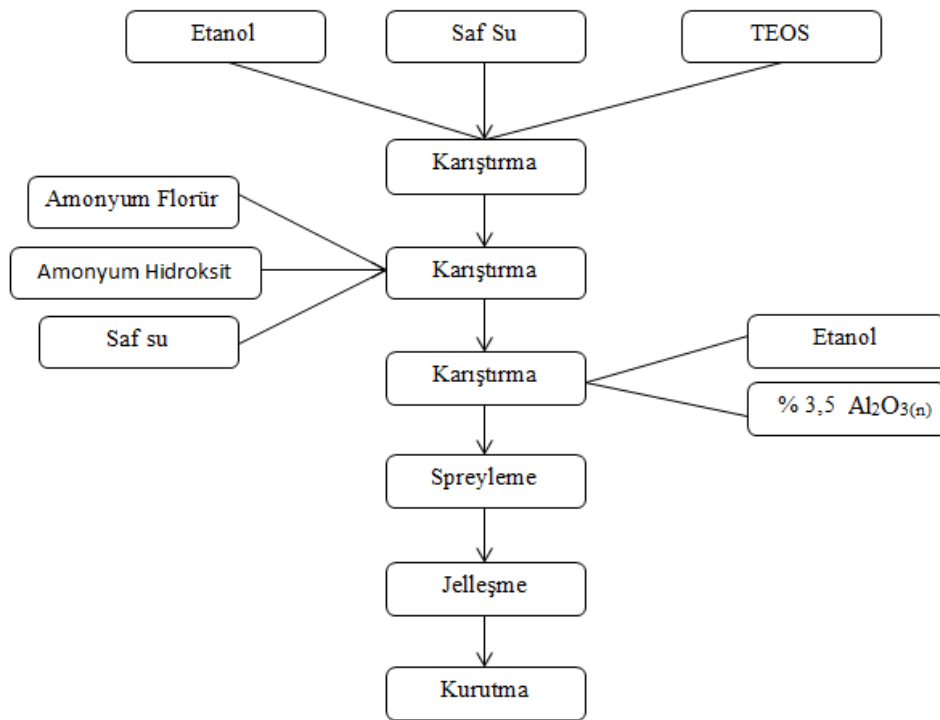 Etanol
Saf Su
TEOS
Karıştırma
Amonyum Florür
Karıştırma
Amonyum Hidroksit
Saf su
Karıştırma
Etanol
% 3,5 Al₂O₃₍ₙ₎
Spreyleme
Jelleşme
Kurutma